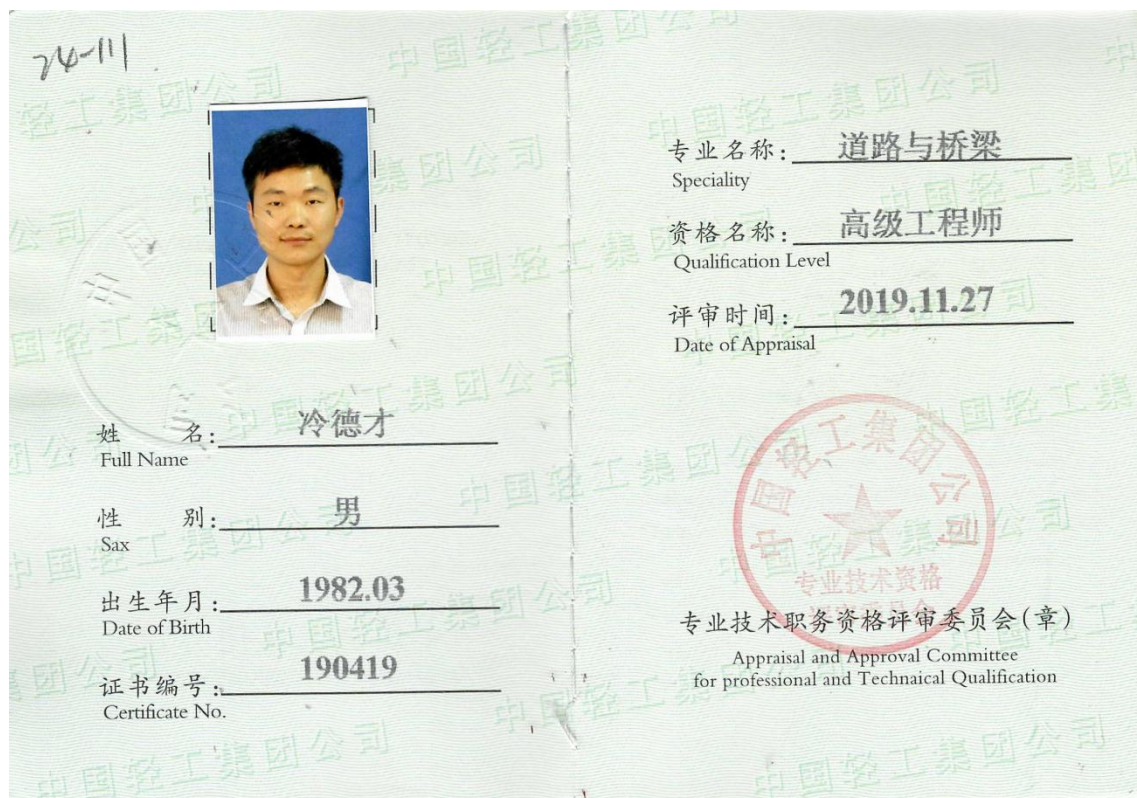 24-111
姓 名: 冷德才
Full Name
性 别: 男
Sax
出生年月: 1982.03
Date of Birth
证书编号: 190419
Certificate No.
专业名称: 道路与桥梁
Speciality
资格名称: 高级工程师
Qualification Level
评审时间: 2019.11.27
Date of Appraisal
中国轻工集团公司
专业技术资格
评审委员会
专业技术职务资格评审委员会(章)
Appraisal and Approval Committee
for professional and Technaical Qualification